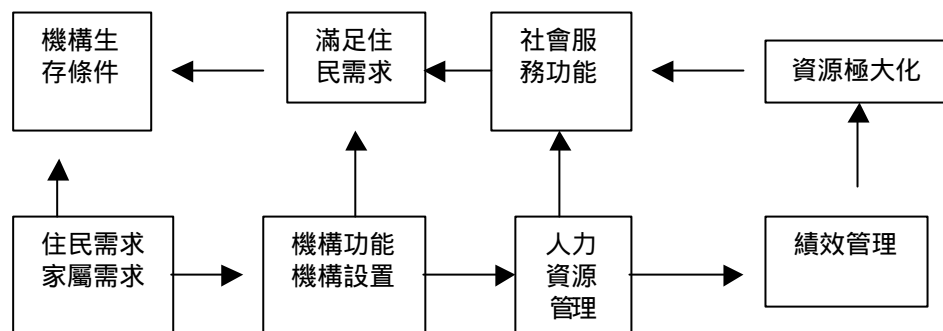 機構生
存條件
滿足住
民需求
社會服
務功能
資源極大化
住民需求
家屬需求
機構功能
機構設置
人力
資源
管理
績效管理